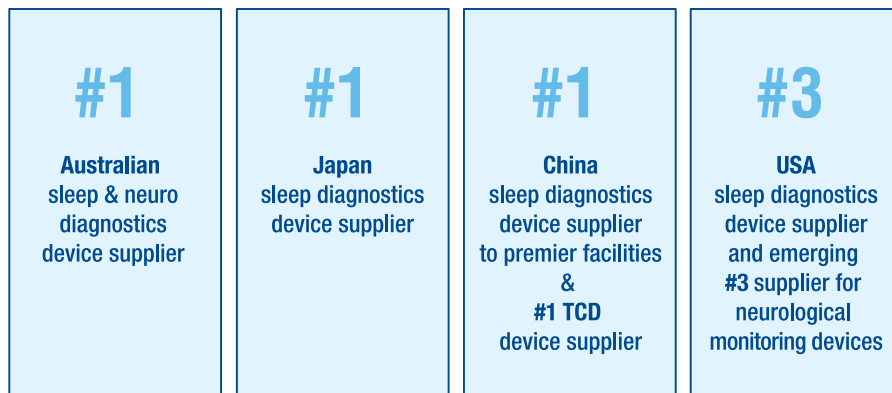 #1
Australian
sleep & neuro
diagnostics
device supplier
#1
Japan
sleep diagnostics
device supplier
#1
China
sleep diagnostics
device supplier
to premier facilities
&
#1 TCD
device supplier
#3
USA
sleep diagnostics
device supplier
and emerging
#3 supplier for
neurological
monitoring devices